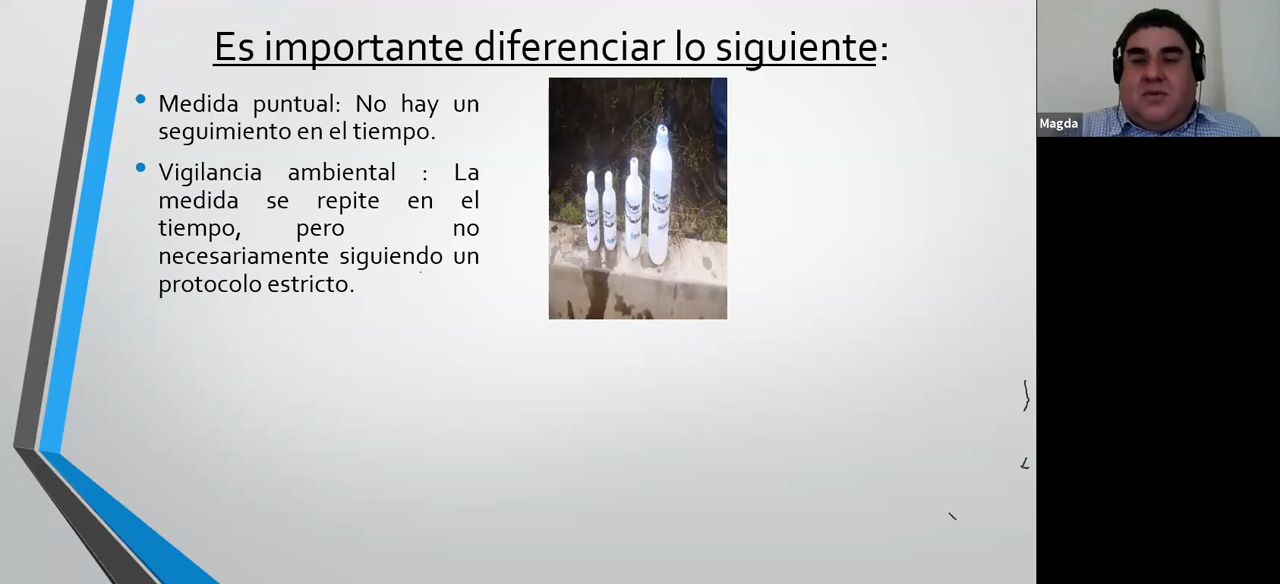 Es importante diferenciar lo siguiente:
Medida puntual: No hay un
seguimiento en el tiempo.
Vigilancia ambiental : La
medida se repite en el
tiempo, pero no
necesariamente siguiendo un
protocolo estricto.
Magda